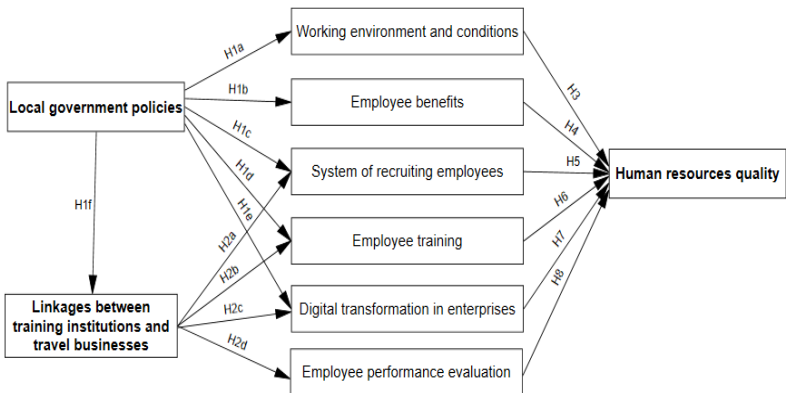 Working environment and conditions
H1a
H3
Local government policies
H1b
Employee benefits
H4
H1c
System of recruiting employees
H5
Human resources quality
H1d
H1e
H1f
H2a
Employee training
H6
H2b
H7
Linkages between
training institutions and
travel businesses
H2c
Digital transformation in enterprises
H8
H2d
Employee performance evaluation